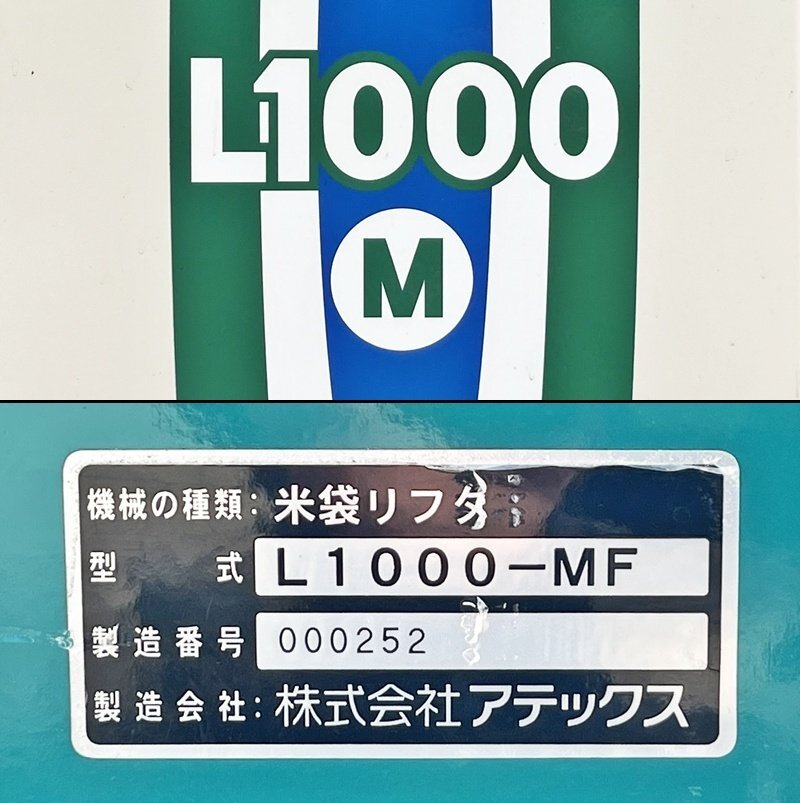 L1000
M
機械の種類：米袋リフタ
型式 L1000-MF
製造番号 000252
製造会社：株式会社アテックス